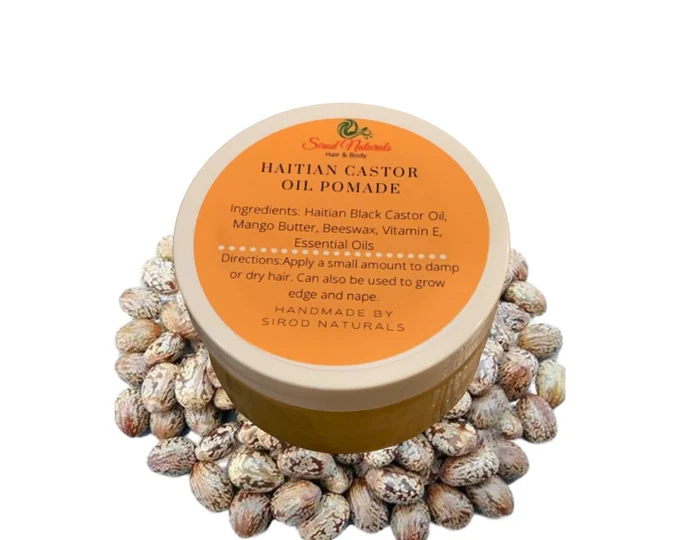 Sirod Naturals
Hair & Body
HAITIAN CASTOR
OIL POMADE
Ingredients: Haitian Black Castor Oil,
Mango Butter, Beeswax, Vitamin E,
Essential Oils
Directions:Apply a small amount to damp
or dry hair. Can also be used to grow
edge and nape.
HANDMADE BY
SIROD NATURALS